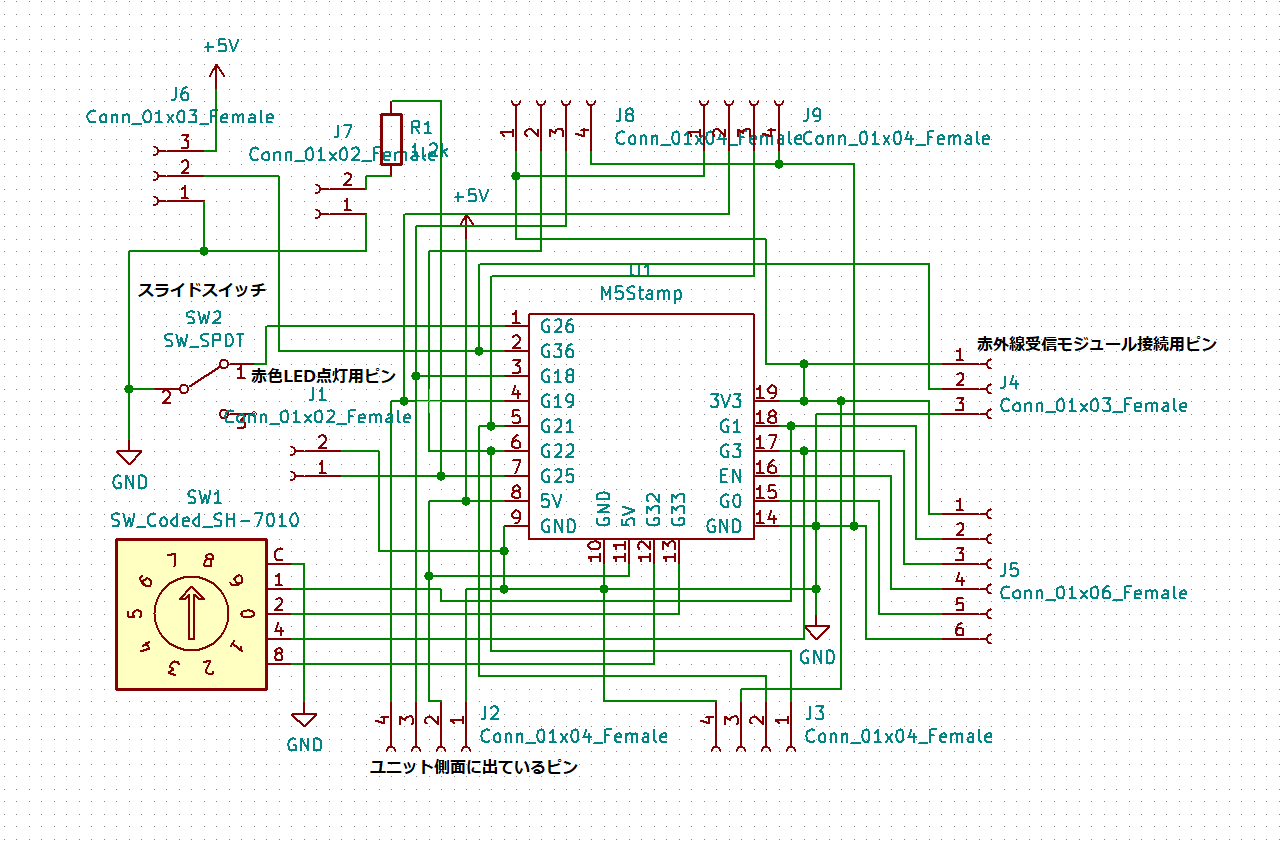 +5V
J6
Conn_01x03_Female
3
2
1
J7
Conn_01x02_Female
2
1
R1
1.2k
+5V
1
2
3
4
J8
Conn_01x04_Female
1
2
3
4
J9
Conn_01x04_Female
スライドスイッチ
SW2
SW_SPDT
1
2
3
赤色LED点灯用ピン
J1
Conn_01x02_Female
2
1
GND
U1
M5Stamp
1 G26
2 G36
3 G18
4 G19
5 G21
6 G22
7 G25
8 5V
9 GND
GND 5V G32 G33
10 11 12 13
3V3 19
G1 18
G3 17
EN 16
G0 15
GND 14
赤外線受信モジュール接続用ピン
1
2
3
J4
Conn_01x03_Female
1
2
3
4
5
6
J5
Conn_01x06_Female
SW1
SW_Coded_SH-7010
C
1
2
4
8
0
1
2
3
4
5
6
7
8
9
GND
GND
4 3 2 1
J2
Conn_01x04_Female
ユニット側面に出ているピン
4 3 2 1
J3
Conn_01x04_Female